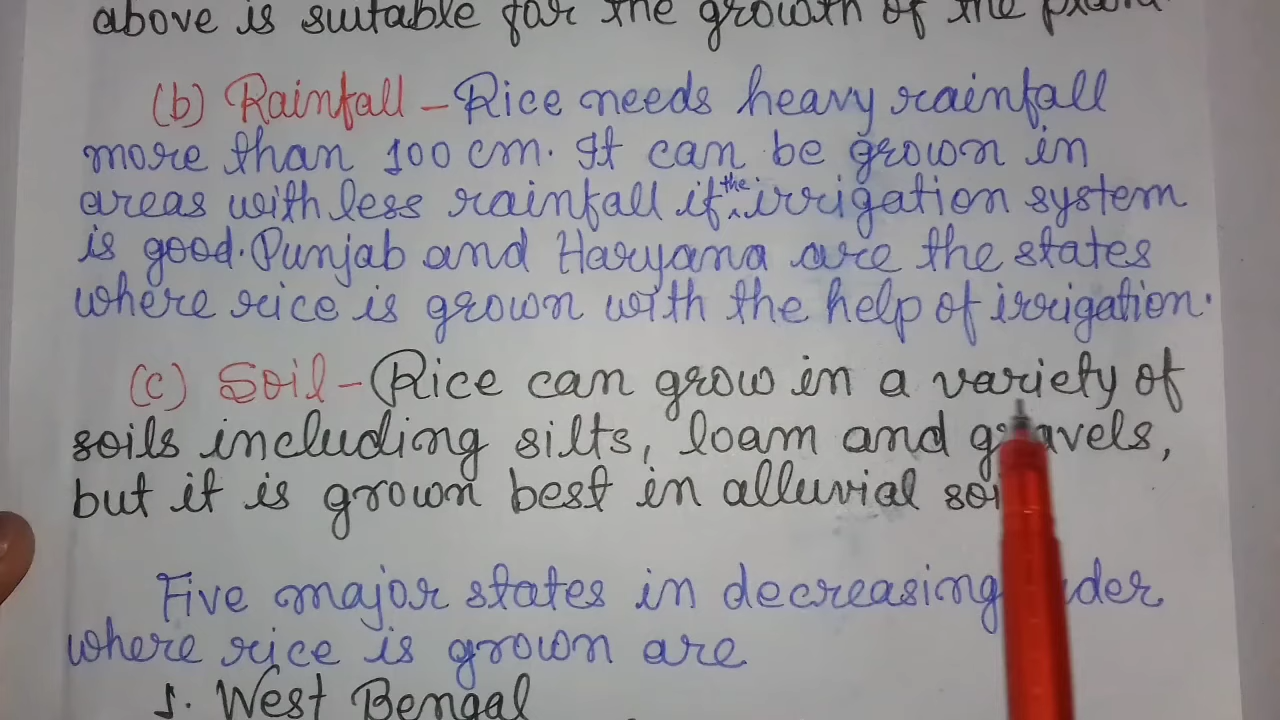 above is suitable for the growth of the plant
(b) Rainfall - Rice needs heavy rainfall
more than 100 cm. It can be grown in
areas with less rainfall if the irrigation system
is good. Punjab and Haryana are the states
where rice is grown with the help of irrigation.
(c) Soil - Rice can grow in a variety of
soils including silts, loam and gravels,
but it is grown best in alluvial
Five major states in decreasing
where rice is grown are
1. West Bengal